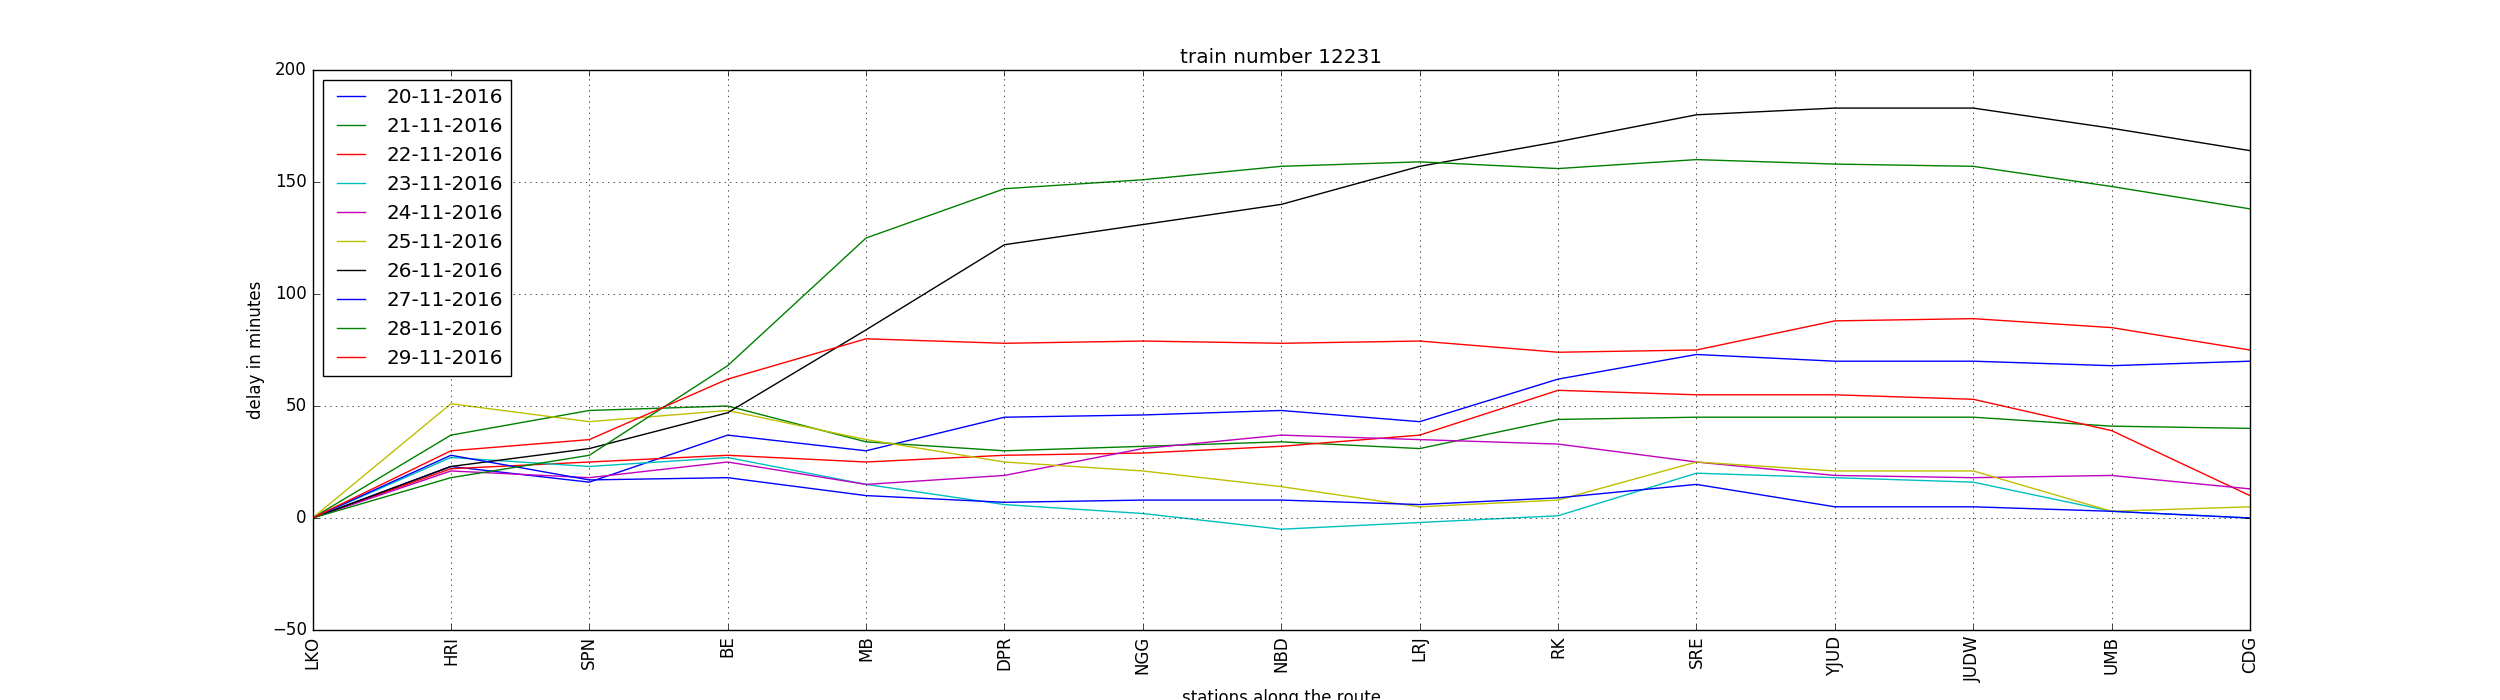 train number 12231
200
150
100
50
0
−50
delay in minutes
20-11-2016
21-11-2016
22-11-2016
23-11-2016
24-11-2016
25-11-2016
26-11-2016
27-11-2016
28-11-2016
29-11-2016
LKO
HRI
SPN
BE
MB
DPR
NGG
NBD
LRJ
RK
SRE
YJUD
JUDW
UMB
CDG
stations along the route